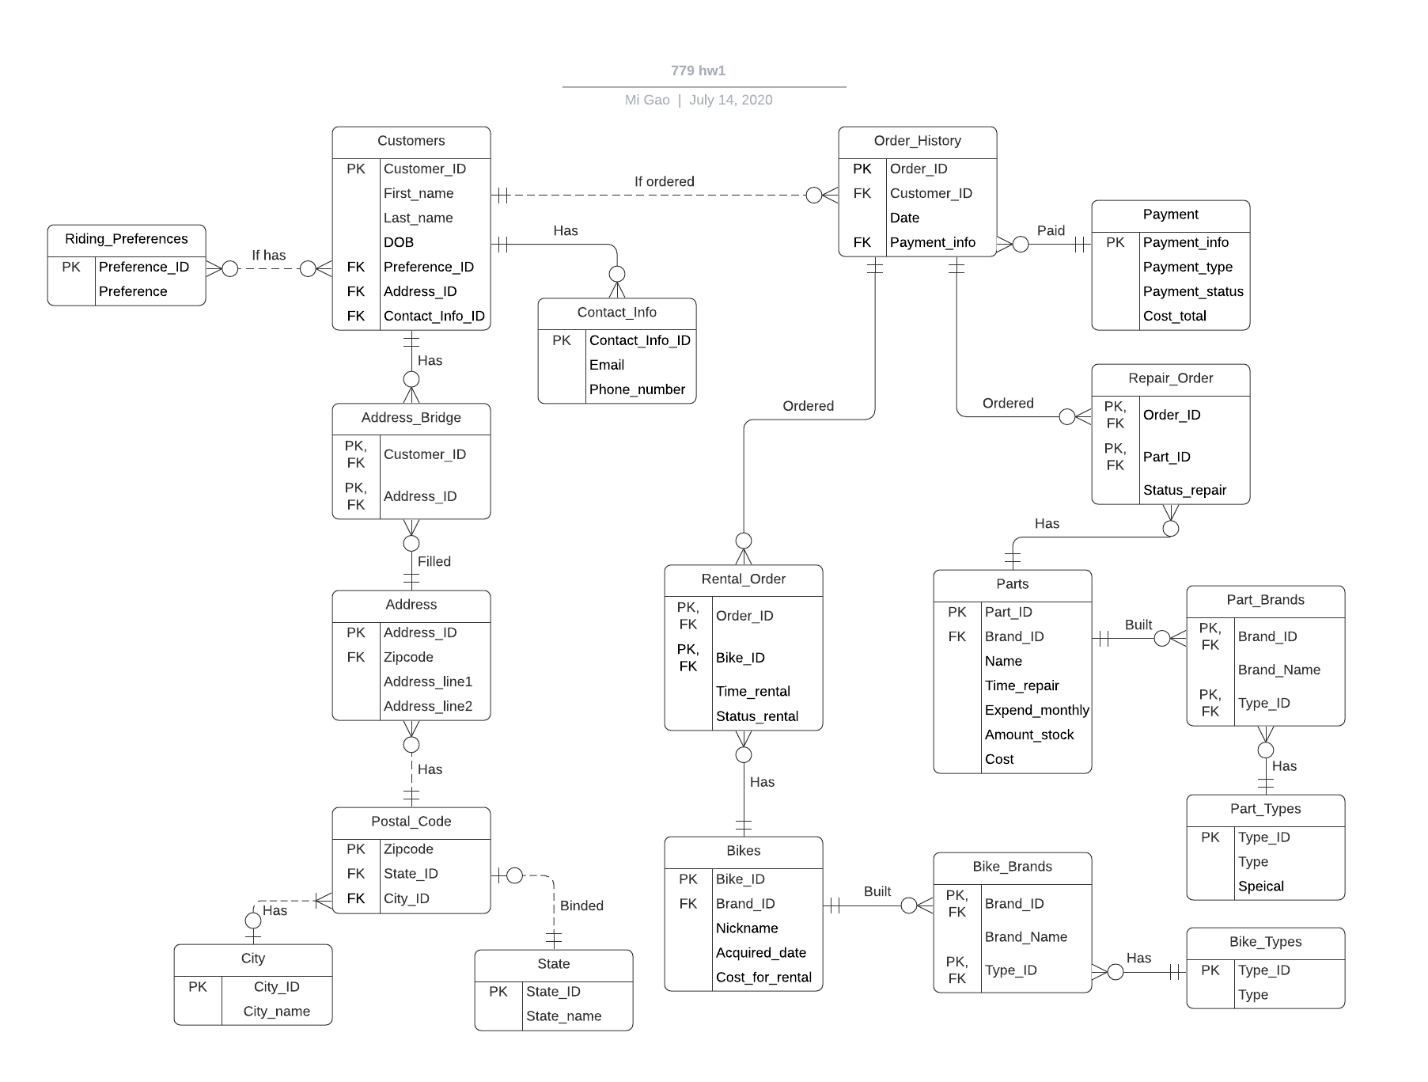 779 hw1
Mi Gao | July 14, 2020
Customers
PK Customer_ID
First_name
Last_name
DOB
FK Preference_ID
FK Address_ID
FK Contact_Info_ID
If ordered
Order_History
PK Order_ID
FK Customer_ID
Date
FK Payment_info
Paid
Payment
PK Payment_info
Payment_type
Payment_status
Cost_total
Riding_Preferences
PK Preference_ID
Preference
If has
Has
Contact_Info
PK Contact_Info_ID
Email
Phone_number
Has
Address_Bridge
PK, FK Customer_ID
PK, FK Address_ID
Filled
Address
PK Address_ID
FK Zipcode
Address_line1
Address_line2
Has
Postal_Code
PK Zipcode
FK State_ID
FK City_ID
Has
City
PK City_ID
City_name
Binded
State
PK State_ID
State_name
Ordered
Rental_Order
PK, FK Order_ID
PK, FK Bike_ID
Time_rental
Status_rental
Has
Bikes
PK Bike_ID
FK Brand_ID
Nickname
Acquired_date
Cost_for_rental
Built
Bike_Brands
PK, FK Brand_ID
Brand_Name
PK, FK Type_ID
Has
Bike_Types
PK Type_ID
Type
Ordered
Repair_Order
PK, FK Order_ID
PK, FK Part_ID
Status_repair
Has
Parts
PK Part_ID
FK Brand_ID
Name
Time_repair
Expend_monthly
Amount_stock
Cost
Built
Part_Brands
PK, FK Brand_ID
Brand_Name
PK, FK Type_ID
Has
Part_Types
PK Type_ID
Type
Speical